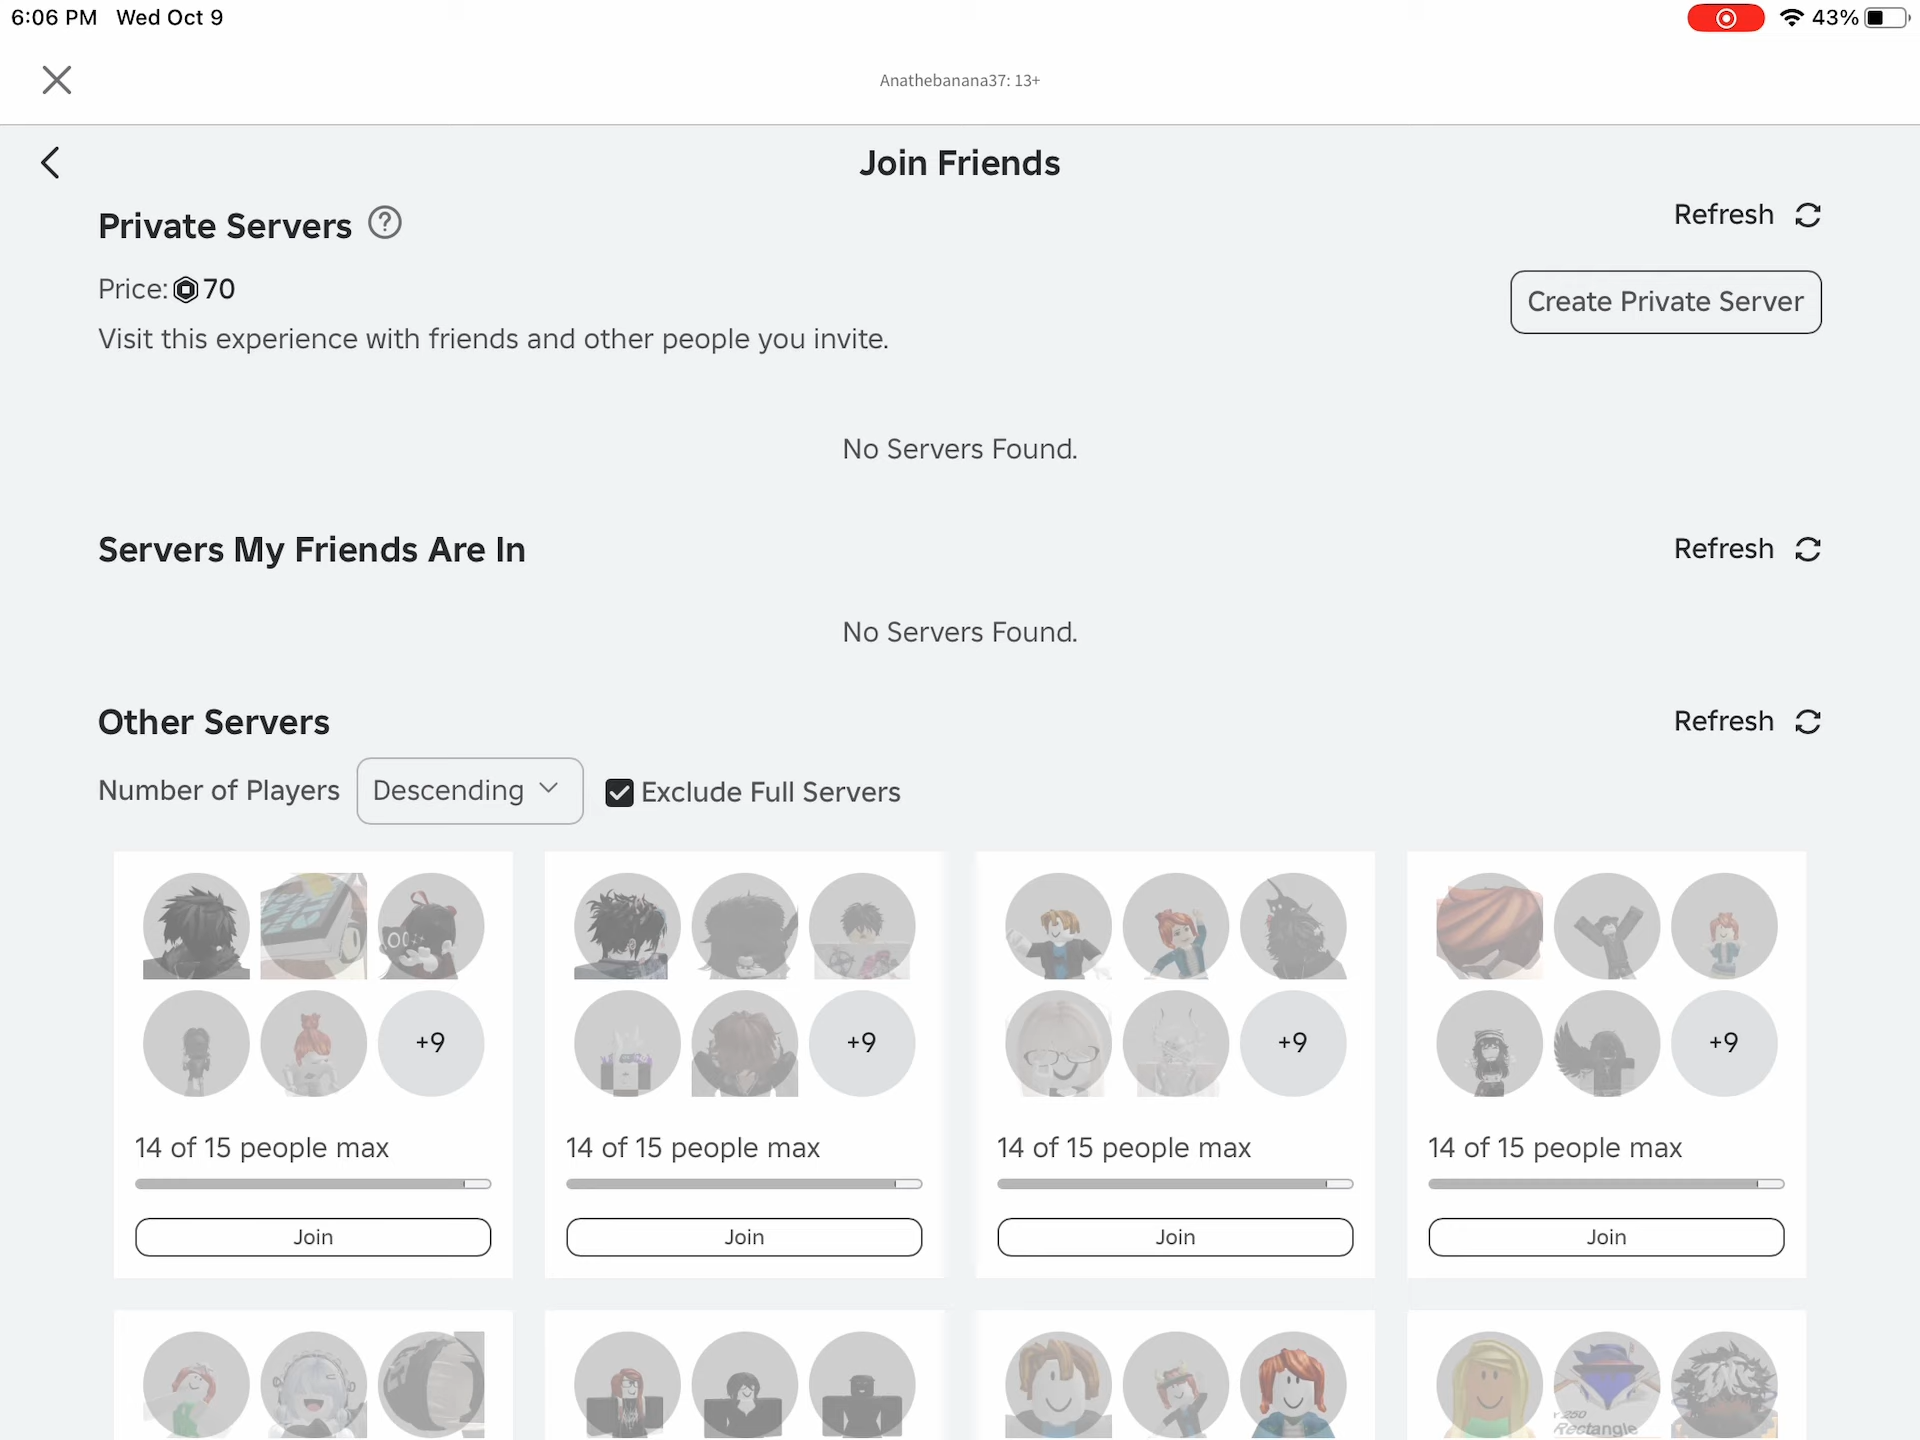 6:06 PM Wed Oct 9
43%
Anathebanana37: 13+
Join Friends
Private Servers ?
Refresh
Price: 70
Create Private Server
Visit this experience with friends and other people you invite.
No Servers Found.
Servers My Friends Are In
Refresh
No Servers Found.
Other Servers
Refresh
Number of Players Descending Exclude Full Servers
+9 +9 +9 +9
14 of 15 people max 14 of 15 people max 14 of 15 people max 14 of 15 people max
Join Join Join Join
250
Rectangle